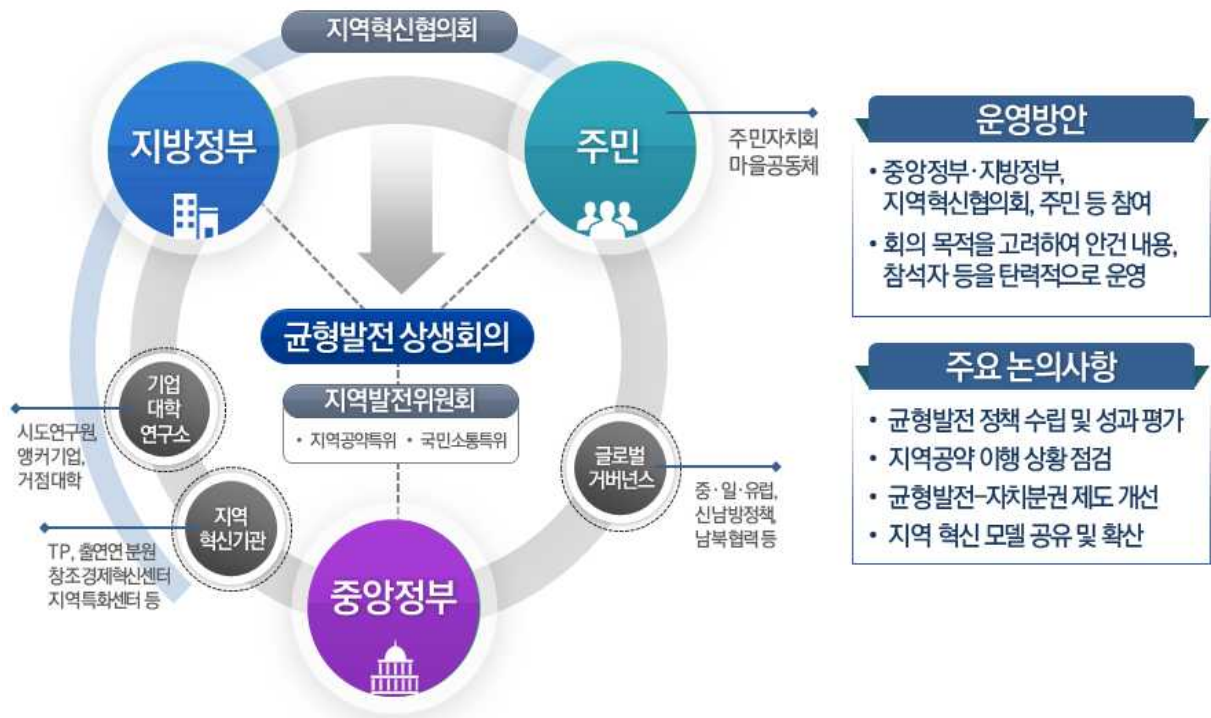 지역혁신협의회
지방정부
주민
주민자치회
마을공동체
균형발전 상생회의
지역발전위원회
• 지역공약특위 • 국민소통특위
기업
대학
연구소
시도연구원,
앵커기업,
거점대학
지역
혁신기관
TP, 출연연 분원
창조경제혁신센터
지역특화센터 등
글로벌
거버넌스
중·일·유럽,
신남방정책,
남북협력 등
중앙정부
운영방안
• 중앙정부·지방정부,
지역혁신협의회, 주민 등 참여
• 회의 목적을 고려하여 안건 내용,
참석자 등을 탄력적으로 운영
주요 논의사항
• 균형발전 정책 수립 및 성과 평가
• 지역공약 이행 상황 점검
• 균형발전-자치분권 제도 개선
• 지역 혁신 모델 공유 및 확산